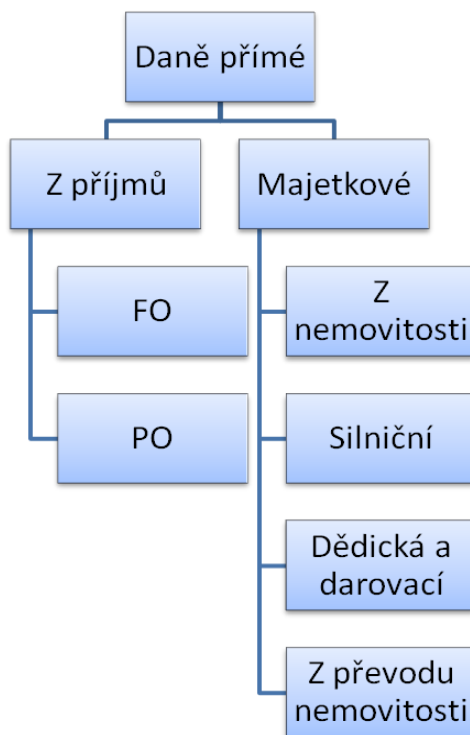 Daně přímé
Z příjmů
Majetkové
FO
PO
Z
nemovitosti
Silniční
Dědická a
darovací
Z převodu
nemovitosti